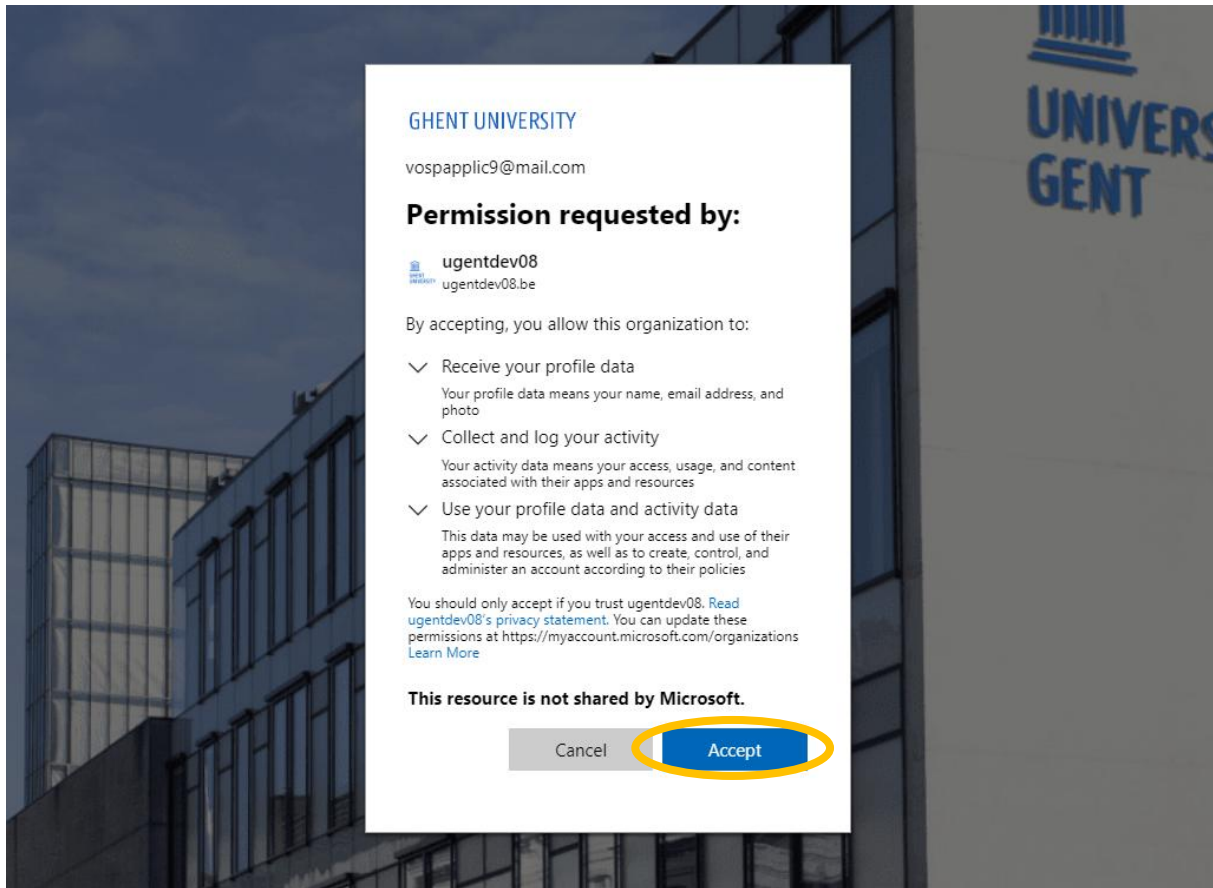 UNIVERS
GENT
GHENT UNIVERSITY
vospapplic9@mail.com
Permission requested by:
ugentdev08
ugentdev08.be
By accepting, you allow this organization to:
Receive your profile data
Your profile data means your name, email address, and
photo
Collect and log your activity
Your activity data means your access, usage, and content
associated with their apps and resources
Use your profile data and activity data
This data may be used with your access and use of their
apps and resources, as well as to create, control, and
administer an account according to their policies
You should only accept if you trust ugentdev08. Read
ugentdev08's privacy statement. You can update these
permissions at https://myaccount.microsoft.com/organizations
Learn More
This resource is not shared by Microsoft.
Cancel
Accept